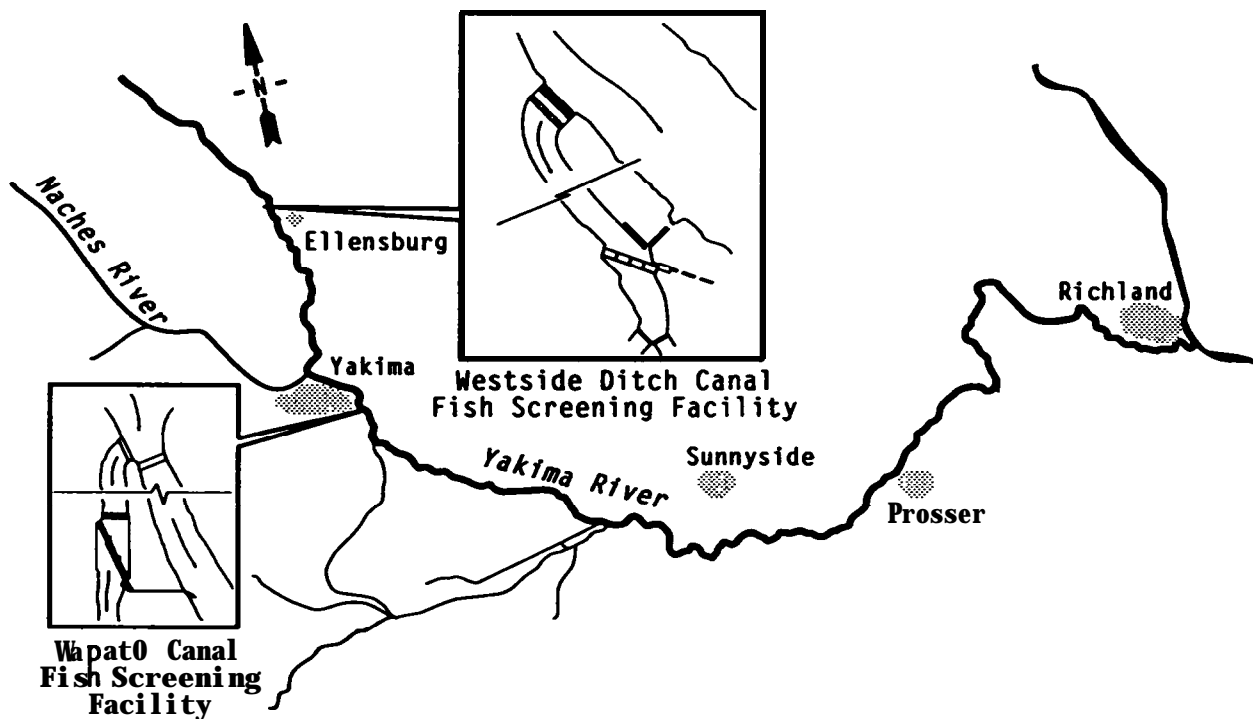 N
Naches River
Ellensburg
Richland
Yakima
Westside Ditch Canal
Fish Screening Facility
Yakima River
Sunnyside
Prosser
Wapat0 Canal
Fish Screening
Facility